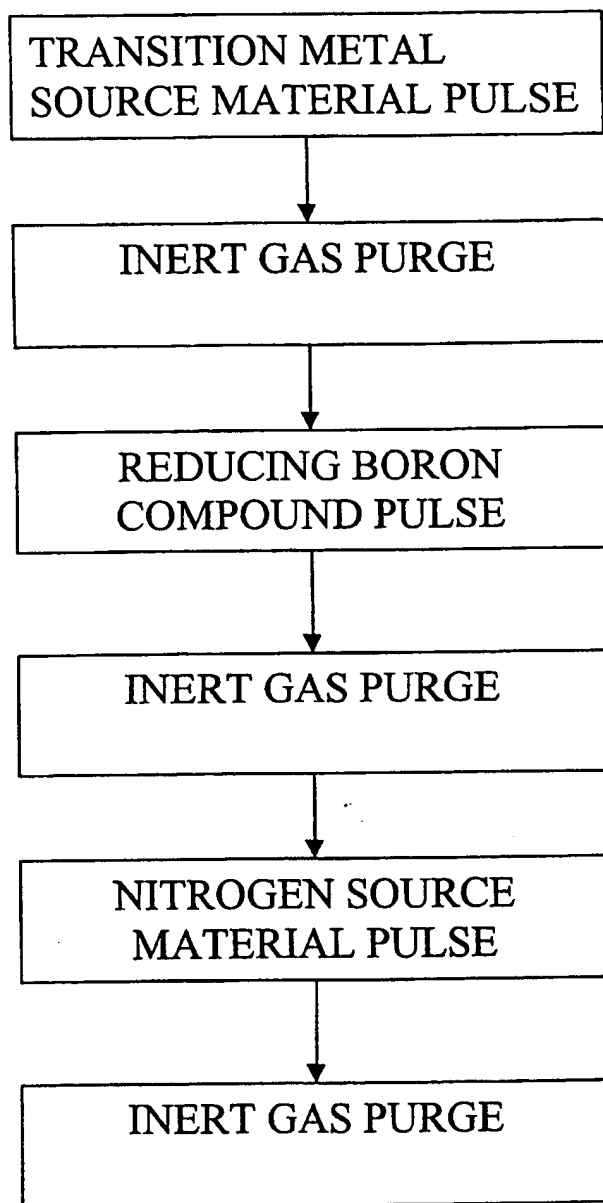 TRANSITION METAL
SOURCE MATERIAL PULSE
INERT GAS PURGE
REDUCING BORON
COMPOUND PULSE
INERT GAS PURGE
NITROGEN SOURCE
MATERIAL PULSE
INERT GAS PURGE